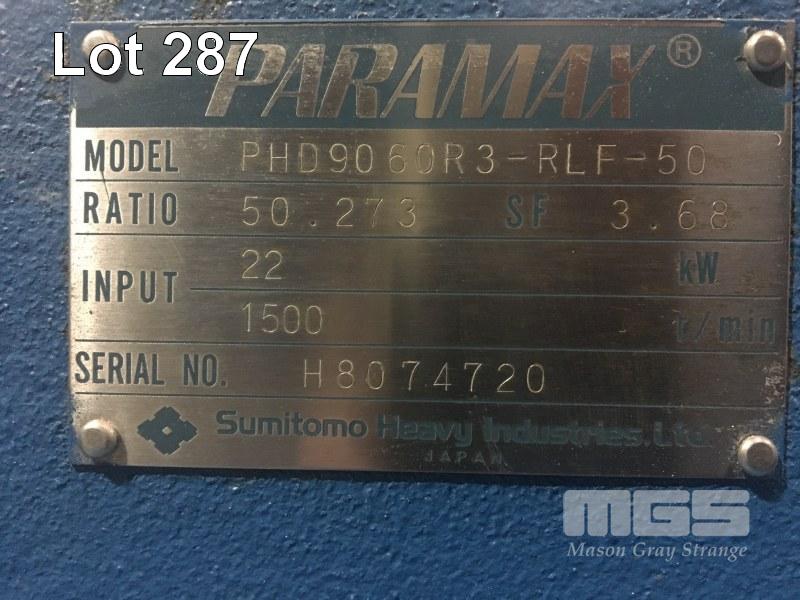 Lot 287
PARAMAX®
MODEL PHD9060R3-RLF-50
RATIO 50.273 SF 3.68
INPUT 22 kW
1500 r/min
SERIAL NO. H8074720
Sumitomo Heavy Industries, Ltd.
JAPAN
MGS
Mason Gray Strange